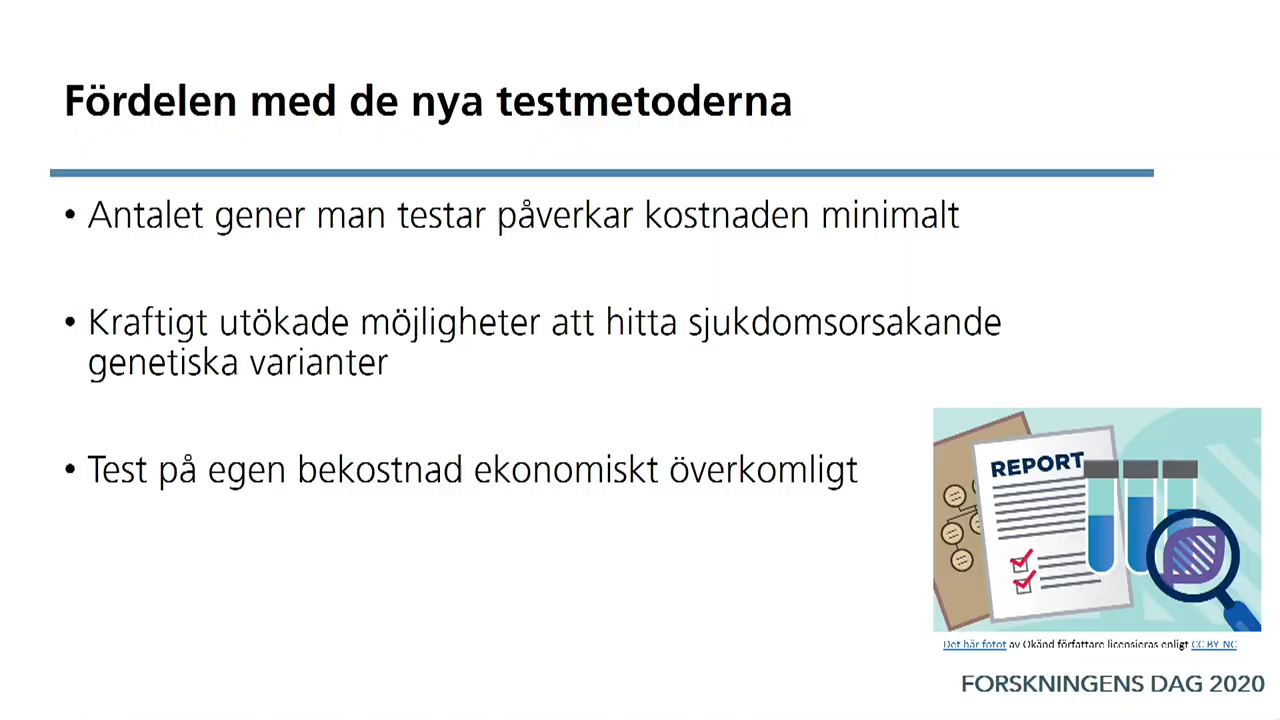 Fördelen med de nya testmetoderna
• Antalet gener man testar påverkar kostnaden minimalt
• Kraftigt utökade möjligheter att hitta sjukdomsorsakande
genetiska varianter
• Test på egen bekostnad ekonomiskt överkomligt
REPORT
Det här fotot av Okänd författare licensieras enligt CC BY-NC
FORSKNINGENS DAG 2020